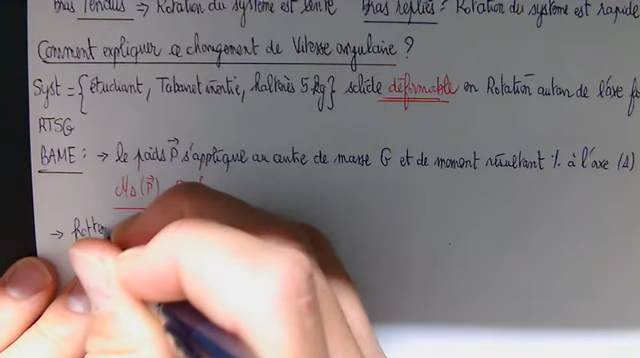 Bras Tendus → Rotation du système est lente Bras repliés : Rotation du système est rapide
Comment expliquer ce changement de Vitesse angulaire ?
Syst = {étudiant, Tabouret inertie, haltères 5 kg} solide déformable en Rotation autour de l'axe
RTSG
BAME : → le poids P⃗ s'applique au centre de masse G et de moment résultant % à l'axe (Δ)
M_Δ(P⃗)
→